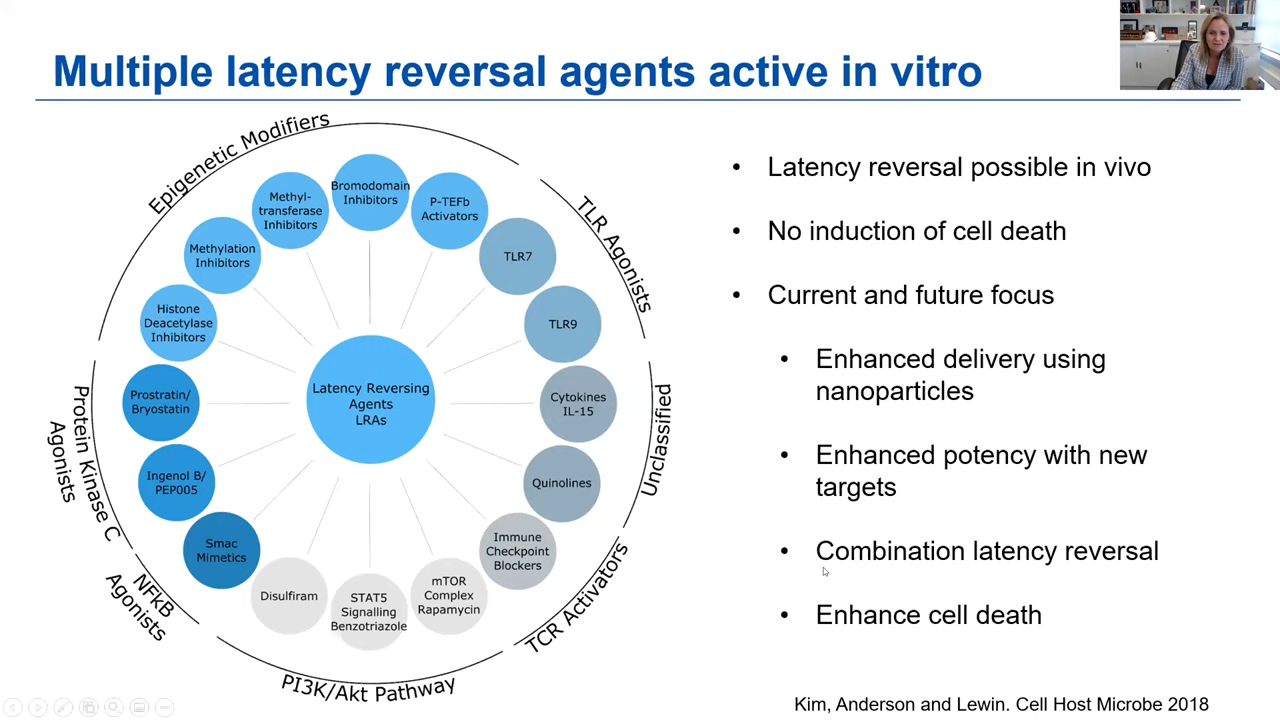 Multiple latency reversal agents active in vitro
Epigenetic Modifiers
TLR Agonists
Unclassified
TCR Activators
PI3K/Akt Pathway
NFkB
Agonists
Protein Kinase C
Agonists
Bromodomain
Inhibitors
P-TEFb
Activators
TLR7
TLR9
Cytokines
IL-15
Quinolines
Immune
Checkpoint
Blockers
mTOR
Complex
Rapamycin
STAT5
Signalling
Benzotriazole
Disulfiram
Smac
Mimetics
Ingenol B/
PEP005
Prostratin/
Bryostatin
Histone
Deacetylase
Inhibitors
Methylation
Inhibitors
Methyl-
transferase
Inhibitors
Latency Reversing
Agents
LRAs
• Latency reversal possible in vivo
• No induction of cell death
• Current and future focus
• Enhanced delivery using
nanoparticles
• Enhanced potency with new
targets
• Combination latency reversal
• Enhance cell death
Kim, Anderson and Lewin. Cell Host Microbe 2018